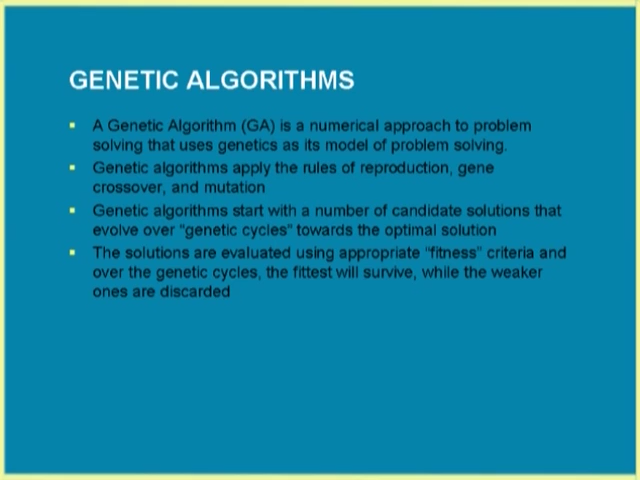 GENETIC ALGORITHMS
▪ A Genetic Algorithm (GA) is a numerical approach to problem
solving that uses genetics as its model of problem solving.
▪ Genetic algorithms apply the rules of reproduction, gene
crossover, and mutation
▪ Genetic algorithms start with a number of candidate solutions that
evolve over "genetic cycles" towards the optimal solution
▪ The solutions are evaluated using appropriate "fitness" criteria and
over the genetic cycles, the fittest will survive, while the weaker
ones are discarded